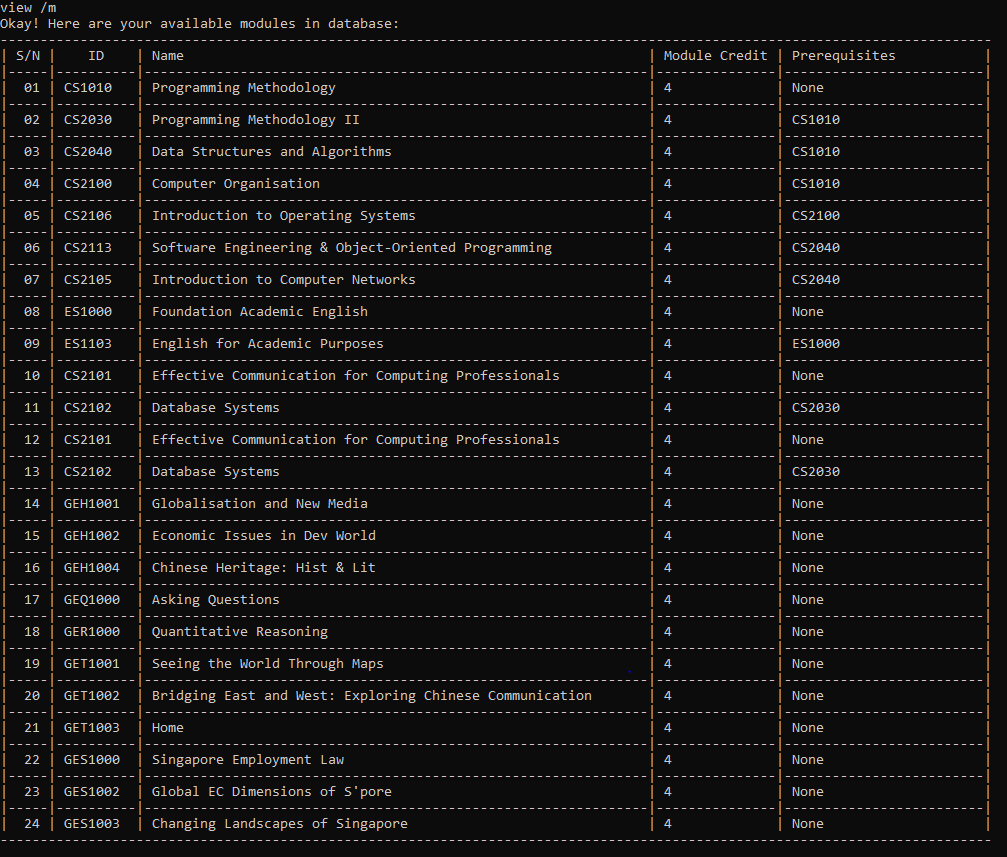 view /m
Okay! Here are your available modules in database:
| S/N | ID | Name | Module Credit | Prerequisites |
| 01 | CS1010 | Programming Methodology | 4 | None |
| 02 | CS2030 | Programming Methodology II | 4 | CS1010 |
| 03 | CS2040 | Data Structures and Algorithms | 4 | CS1010 |
| 04 | CS2100 | Computer Organisation | 4 | CS1010 |
| 05 | CS2106 | Introduction to Operating Systems | 4 | CS2100 |
| 06 | CS2113 | Software Engineering & Object-Oriented Programming | 4 | CS2040 |
| 07 | CS2105 | Introduction to Computer Networks | 4 | CS2040 |
| 08 | ES1000 | Foundation Academic English | 4 | None |
| 09 | ES1103 | English for Academic Purposes | 4 | ES1000 |
| 10 | CS2101 | Effective Communication for Computing Professionals | 4 | None |
| 11 | CS2102 | Database Systems | 4 | CS2030 |
| 12 | CS2101 | Effective Communication for Computing Professionals | 4 | None |
| 13 | CS2102 | Database Systems | 4 | CS2030 |
| 14 | GEH1001 | Globalisation and New Media | 4 | None |
| 15 | GEH1002 | Economic Issues in Dev World | 4 | None |
| 16 | GEH1004 | Chinese Heritage: Hist & Lit | 4 | None |
| 17 | GEQ1000 | Asking Questions | 4 | None |
| 18 | GER1000 | Quantitative Reasoning | 4 | None |
| 19 | GET1001 | Seeing the World Through Maps | 4 | None |
| 20 | GET1002 | Bridging East and West: Exploring Chinese Communication | 4 | None |
| 21 | GET1003 | Home | 4 | None |
| 22 | GES1000 | Singapore Employment Law | 4 | None |
| 23 | GES1002 | Global EC Dimensions of S'pore | 4 | None |
| 24 | GES1003 | Changing Landscapes of Singapore | 4 | None |